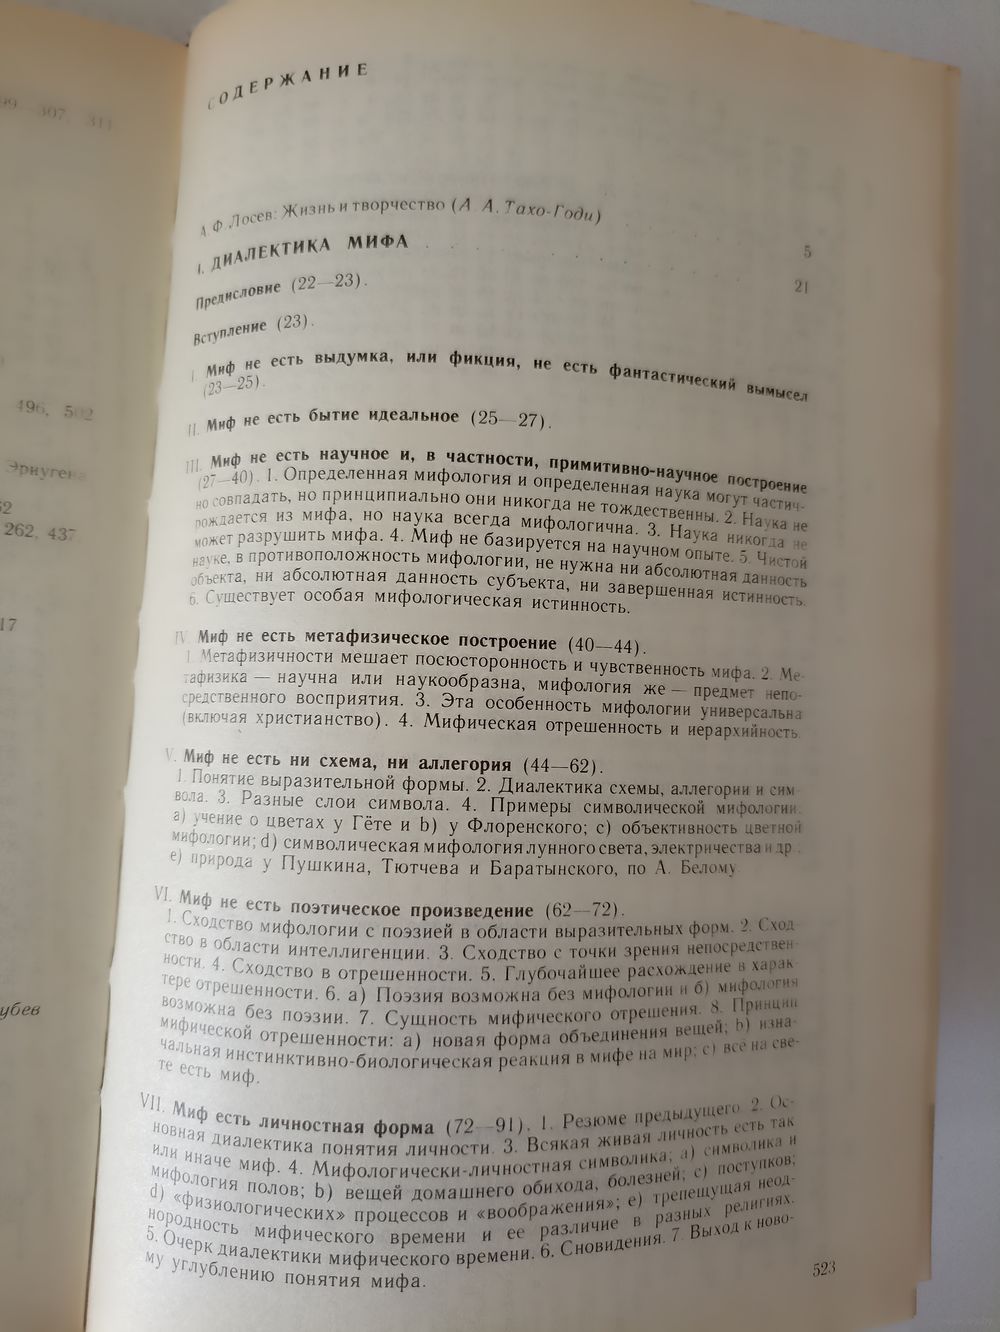 99—307, 311
496, 502
Эриугена
262, 437
убев
СОДЕРЖАНИЕ
А. Ф. Лосев: Жизнь и творчество (А. А. Тахо-Годи) 5
I. ДИАЛЕКТИКА МИФА 21
Предисловие (22—23).
Вступление (23).
I. Миф не есть выдумка, или фикция, не есть фантастический вымысел
(23—25).
II. Миф не есть бытие идеальное (25—27).
III. Миф не есть научное и, в частности, примитивно-научное построение
(27—40). 1. Определенная мифология и определенная наука могут частич-
но совпадать, но принципиально они никогда не тождественны. 2. Наука не
рождается из мифа, но наука всегда мифологична. 3. Наука никогда не
может разрушить мифа. 4. Миф не базируется на научном опыте. 5. Чистой
науке, в противоположность мифологии, не нужна ни абсолютная данность
объекта, ни абсолютная данность субъекта, ни завершенная истинность.
6. Существует особая мифологическая истинность.
IV. Миф не есть метафизическое построение (40—44).
1. Метафизичности мешает посюсторонность и чувственность мифа. 2. Ме-
тафизика — научна или наукообразна, мифология же — предмет непо-
средственного восприятия. 3. Эта особенность мифологии универсальна
(включая христианство). 4. Мифическая отрешенность и иерархийность.
V. Миф не есть ни схема, ни аллегория (44—62).
1. Понятие выразительной формы. 2. Диалектика схемы, аллегории и сим-
вола. 3. Разные слои символа. 4. Примеры символической мифологии:
a) учение о цветах у Гёте и b) у Флоренского; c) объективность цветной
мифологии; d) символическая мифология лунного света, электричества и др.;
e) природа у Пушкина, Тютчева и Баратынского, по А. Белому.
VI. Миф не есть поэтическое произведение (62—72).
1. Сходство мифологии с поэзией в области выразительных форм. 2. Сход-
ство в области интеллигенции. 3. Сходство с точки зрения непосредствен-
ности. 4. Сходство в отрешенности. 5. Глубочайшее расхождение в харак-
тере отрешенности. 6. а) Поэзия возможна без мифологии и б) мифология
возможна без поэзии. 7. Сущность мифического отрешения. 8. Принцип
мифической отрешенности: a) новая форма объединения вещей; b) изна-
чальная инстинктивно-биологическая реакция в мифе на мир; c) всё на све-
те есть миф.
VII. Миф есть личностная форма (72—91). 1. Резюме предыдущего. 2. Ос-
новная диалектика понятия личности. 3. Всякая живая личность есть так
или иначе миф. 4. Мифологически-личностная символика; a) символика и
мифология полов; b) вещей домашнего обихода, болезней; c) поступков;
d) «физиологических» процессов и «воображения»; e) трепещущая неод-
нородность мифического времени и ее различие в разных религиях.
5. Очерк диалектики мифического времени. 6. Сновидения. 7. Выход к ново-
му углублению понятия мифа.
523